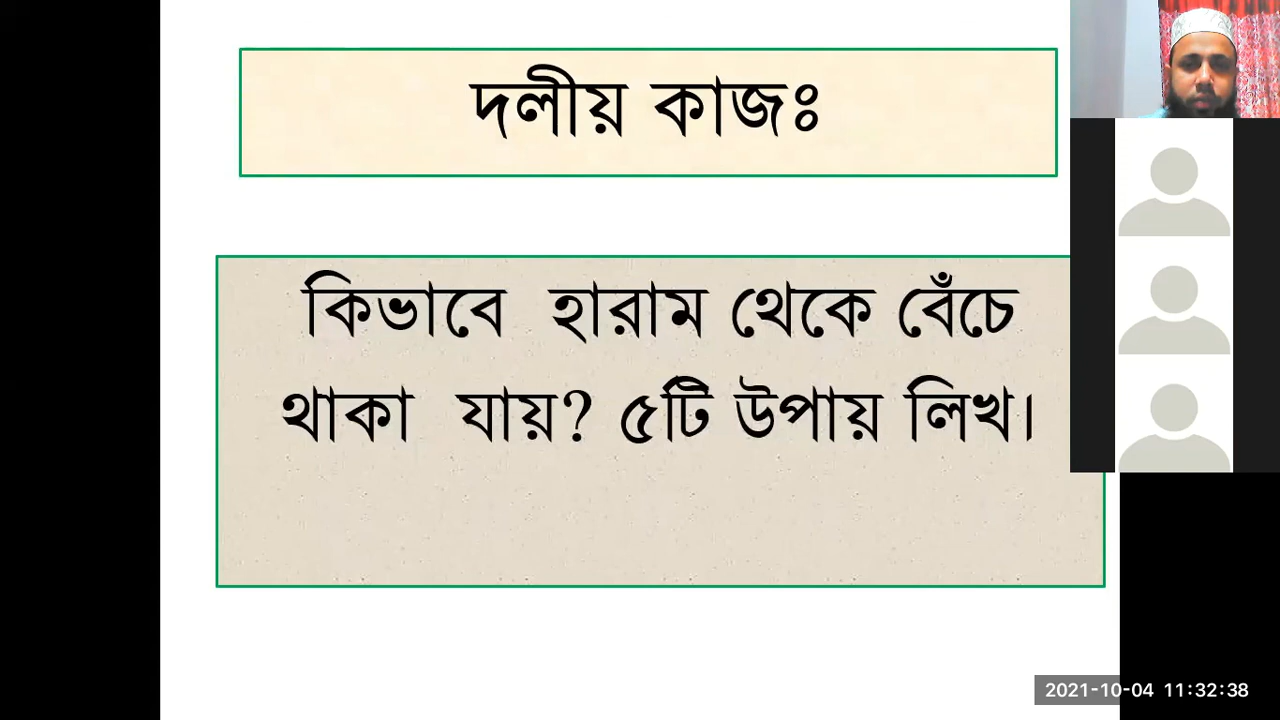 দলীয় কাজঃ
কিভাবে হারাম থেকে বেঁচে
থাকা যায়? ৫টি উপায় লিখ।
2021-10-04 11:32:38